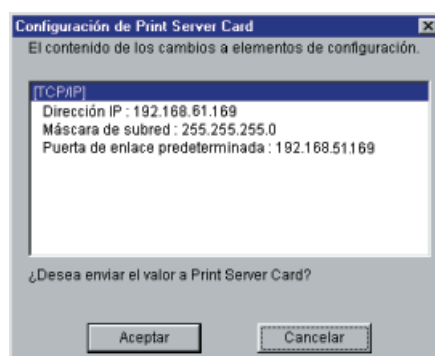 Configuración de Print Server Card
El contenido de los cambios a elementos de configuración.
[TCP/IP]
Dirección IP : 192.168.61.169
Máscara de subred : 255.255.255.0
Puerta de enlace predeterminada : 192.168.51.169
¿Desea enviar el valor a Print Server Card?
Aceptar
Cancelar